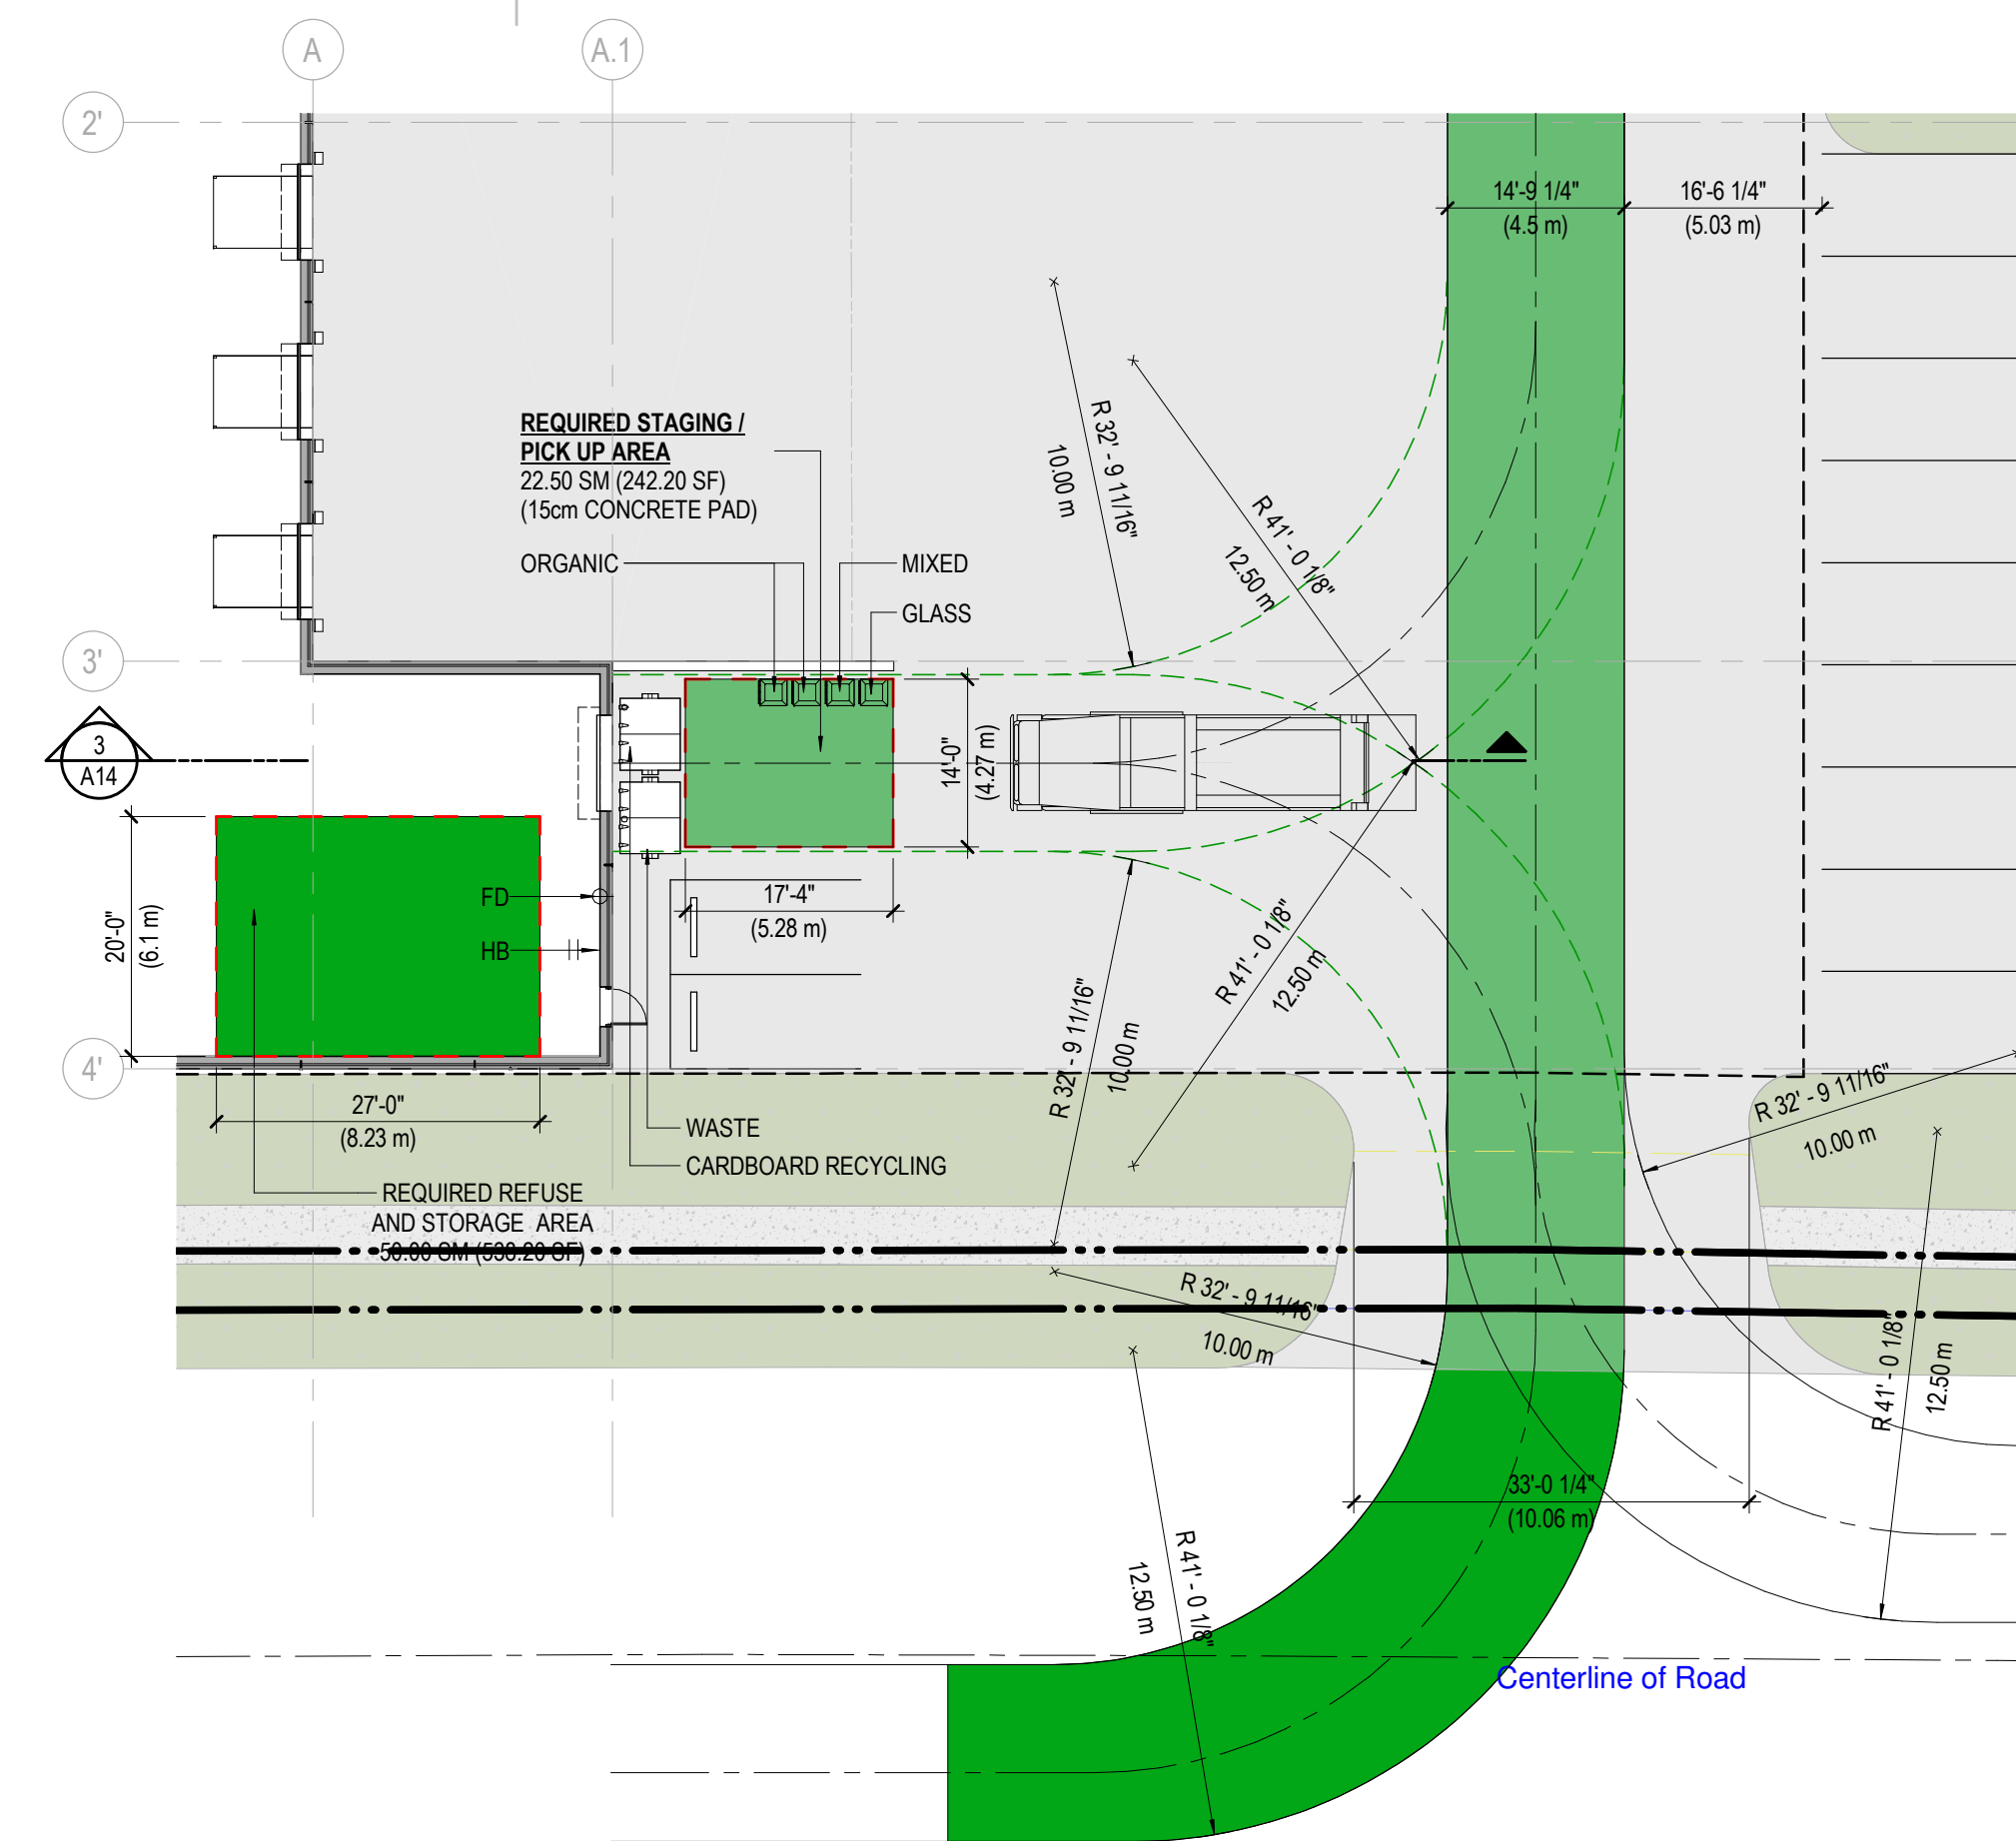 A
A.1
2'
14'-9 1/4"
(4.5 m)
16'-6 1/4"
(5.03 m)
R 32' - 9 11/16"
10.00 m
R 41' - 0 1/8"
12.50 m
REQUIRED STAGING /
PICK UP AREA
22.50 SM (242.20 SF)
(15cm CONCRETE PAD)
ORGANIC
MIXED
GLASS
3'
3
A14
14'-0"
(4.27 m)
20'-0"
(6.1 m)
FD
HB
17'-4"
(5.28 m)
R 41' - 0 1/8"
12.50 m
R 32' - 9 11/16"
10.00 m
4'
27'-0"
(8.23 m)
WASTE
CARDBOARD RECYCLING
R 32' - 9 11/16"
10.00 m
REQUIRED REFUSE
AND STORAGE AREA
50.00 SM (538.20 SF)
R 32' - 9 11/16"
10.00 m
R 41' - 0 1/8"
12.50 m
33'-0 1/4"
(10.06 m)
R 41' - 0 1/8"
12.50 m
Centerline of Road